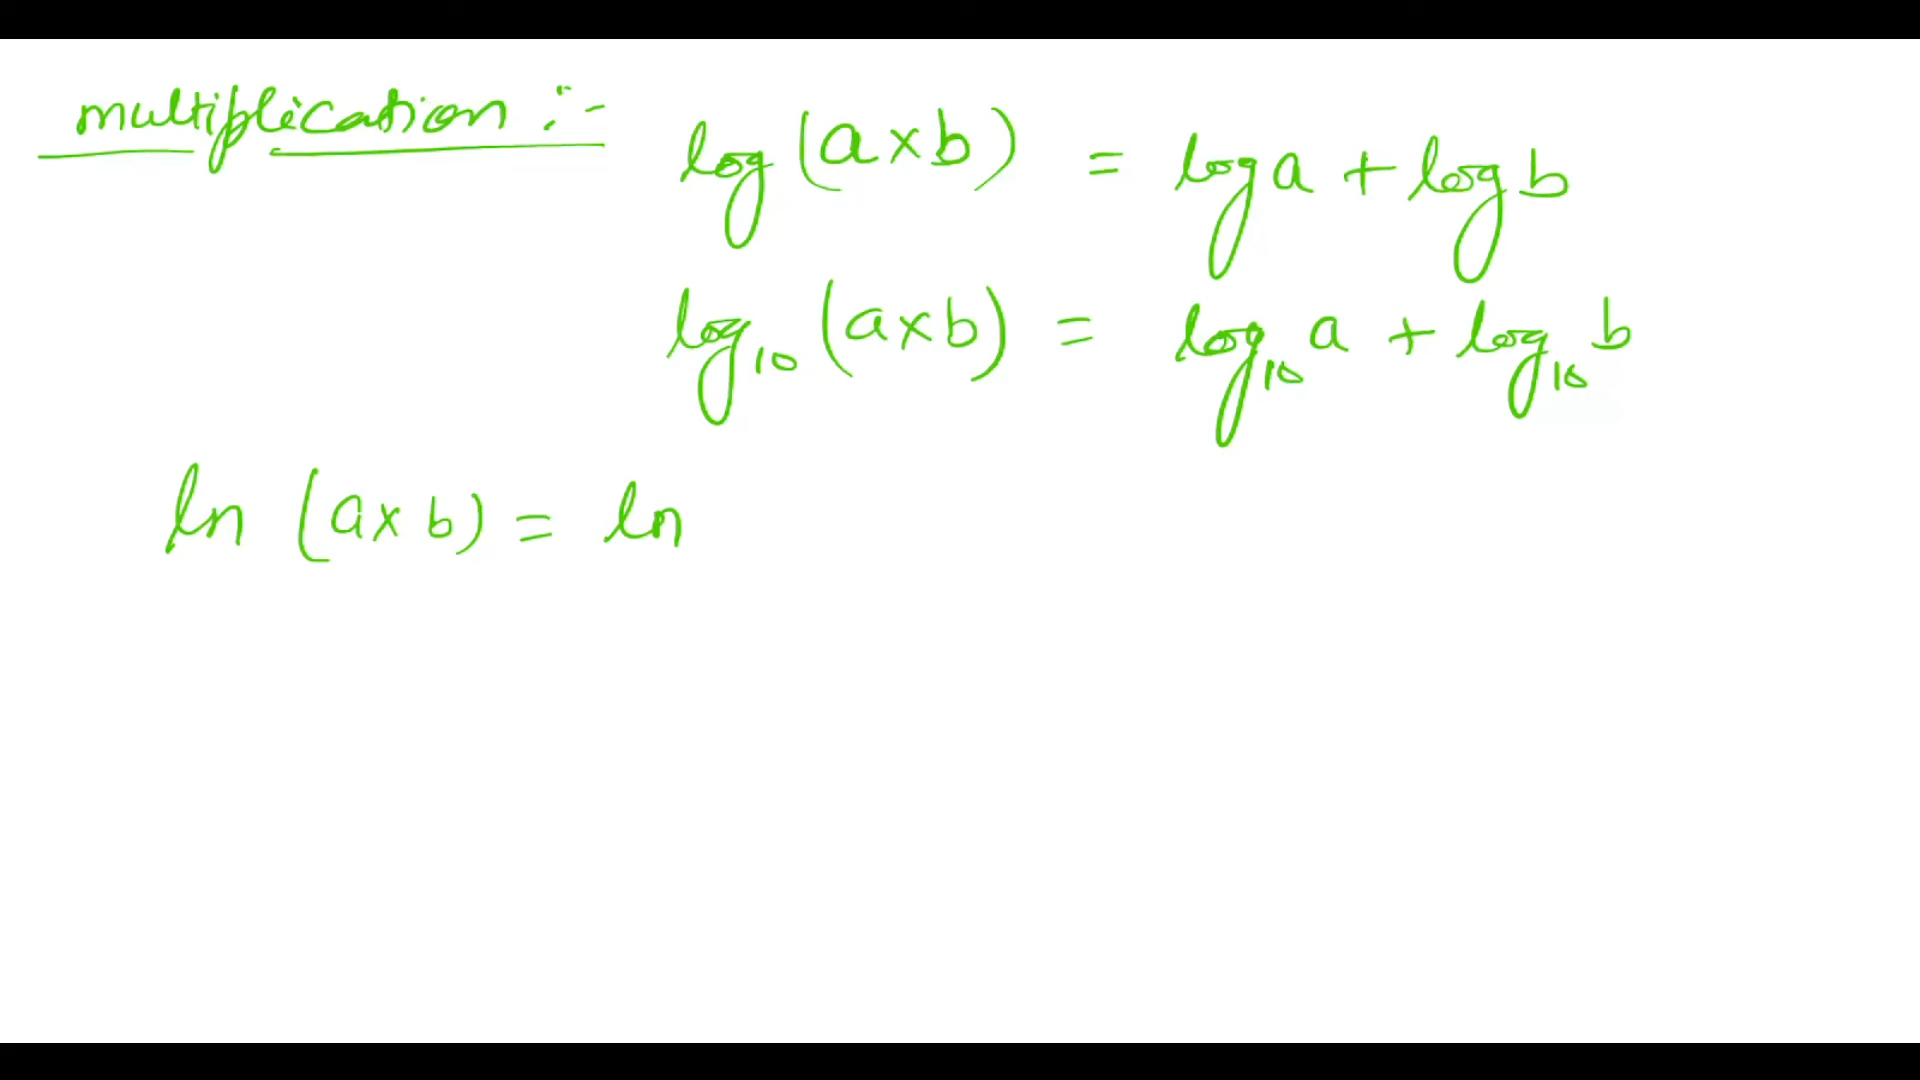 multiplication :-
log (a×b) = log a + log b
log₁₀ (a×b) = log₁₀ a + log₁₀ b
ln (a×b) = ln